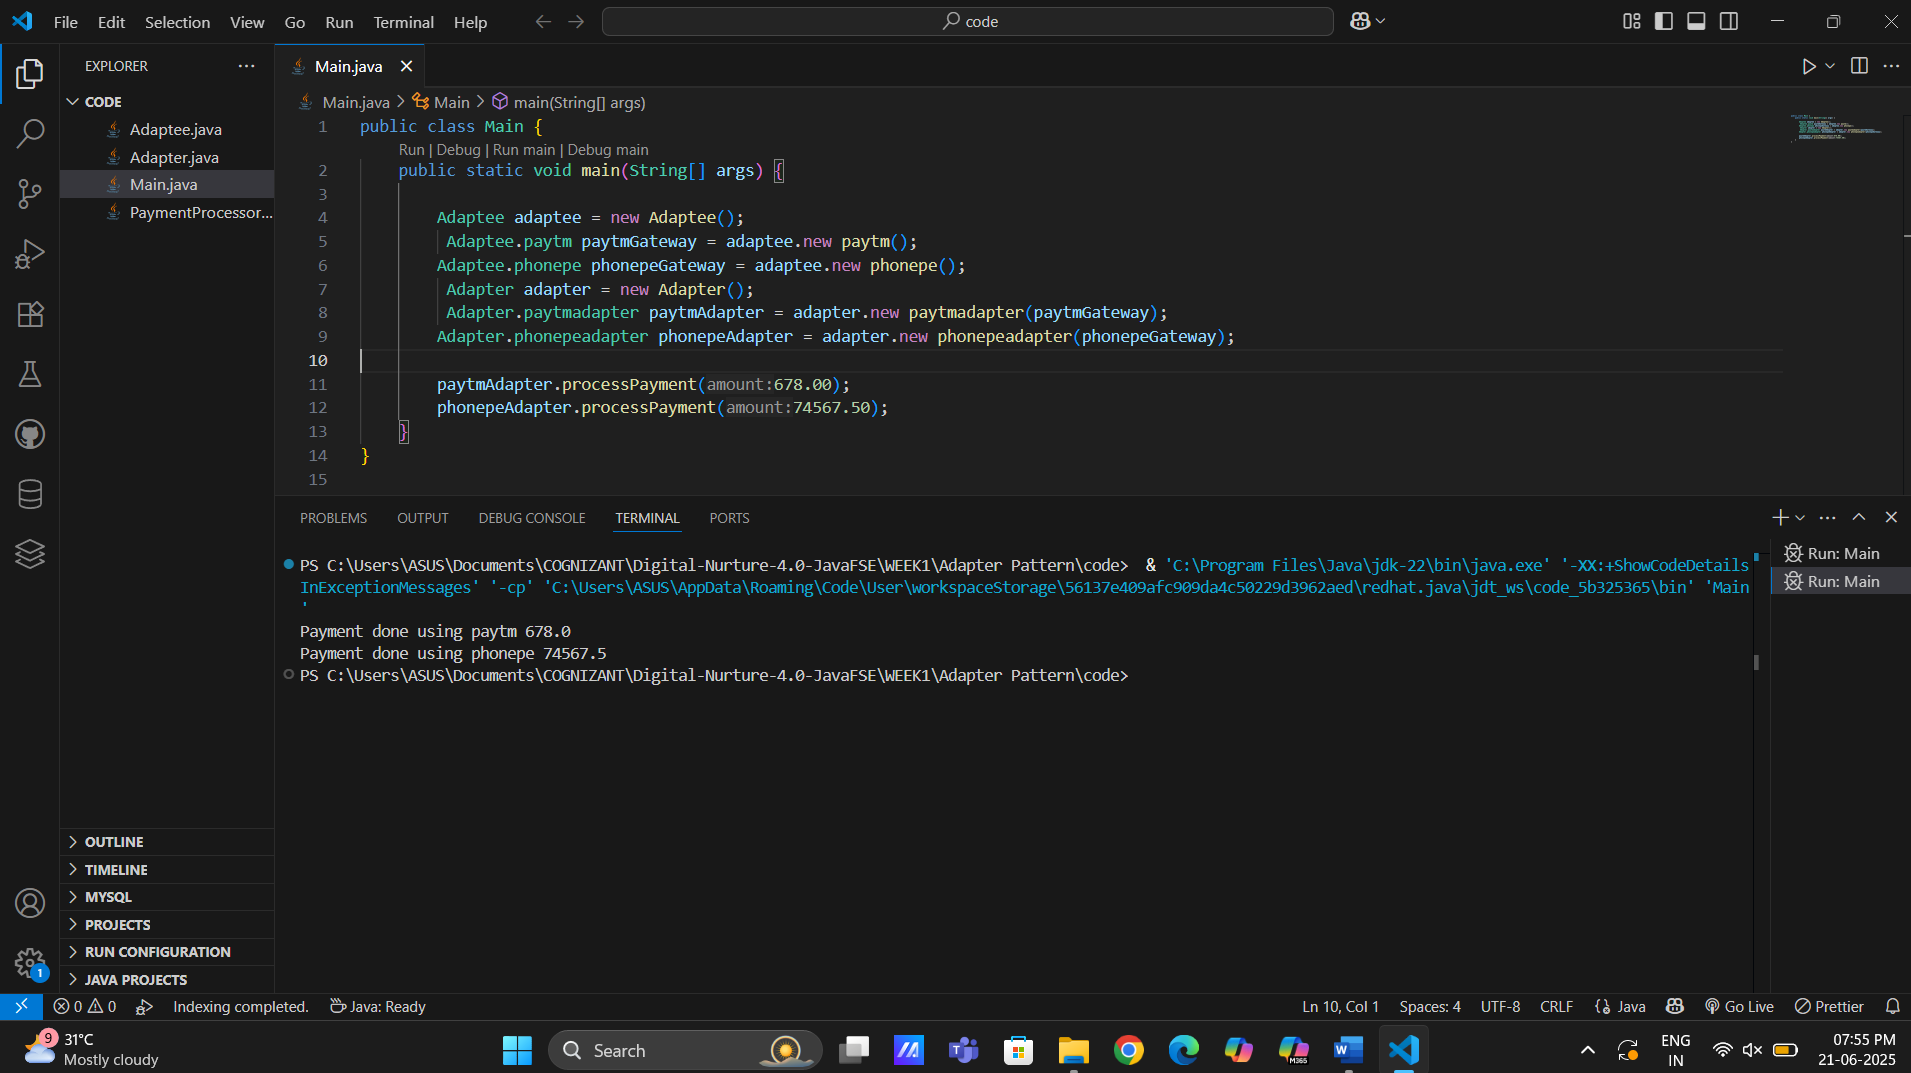 File Edit Selection View Go Run Terminal Help
code
EXPLORER
CODE
Adaptee.java
Adapter.java
Main.java
PaymentProcessor...
OUTLINE
TIMELINE
MYSQL
PROJECTS
RUN CONFIGURATION
JAVA PROJECTS
Main.java
Main.java > Main > main(String[] args)
1 public class Main {
Run | Debug | Run main | Debug main
2 public static void main(String[] args) {
3
4 Adaptee adaptee = new Adaptee();
5 Adaptee.paytm paytmGateway = adaptee.new paytm();
6 Adaptee.phonepe phonepeGateway = adaptee.new phonepe();
7 Adapter adapter = new Adapter();
8 Adapter.paytmadapter paytmAdapter = adapter.new paytmadapter(paytmGateway);
9 Adapter.phonepeadapter phonepeAdapter = adapter.new phonepeadapter(phonepeGateway);
10
11 paytmAdapter.processPayment(amount:678.00);
12 phonepeAdapter.processPayment(amount:74567.50);
13 }
14 }
15
PROBLEMS OUTPUT DEBUG CONSOLE TERMINAL PORTS
PS C:\Users\ASUS\Documents\COGNIZANT\Digital-Nurture-4.0-JavaFSE\WEEK1\Adapter Pattern\code> & 'C:\Program Files\Java\jdk-22\bin\java.exe' '-XX:+ShowCodeDetails
InExceptionMessages' '-cp' 'C:\Users\ASUS\AppData\Roaming\Code\User\workspaceStorage\56137e409afc909da4c50229d3962aed\redhat.java\jdt_ws\code_5b325365\bin' 'Main
'
Payment done using paytm 678.0
Payment done using phonepe 74567.5
PS C:\Users\ASUS\Documents\COGNIZANT\Digital-Nurture-4.0-JavaFSE\WEEK1\Adapter Pattern\code>
Run: Main
Run: Main
1
0 0 Indexing completed. Java: Ready
Ln 10, Col 1 Spaces: 4 UTF-8 CRLF {} Java Go Live Prettier
9
31°C
Mostly cloudy
Search
M365
ENG
IN
07:55 PM
21-06-2025